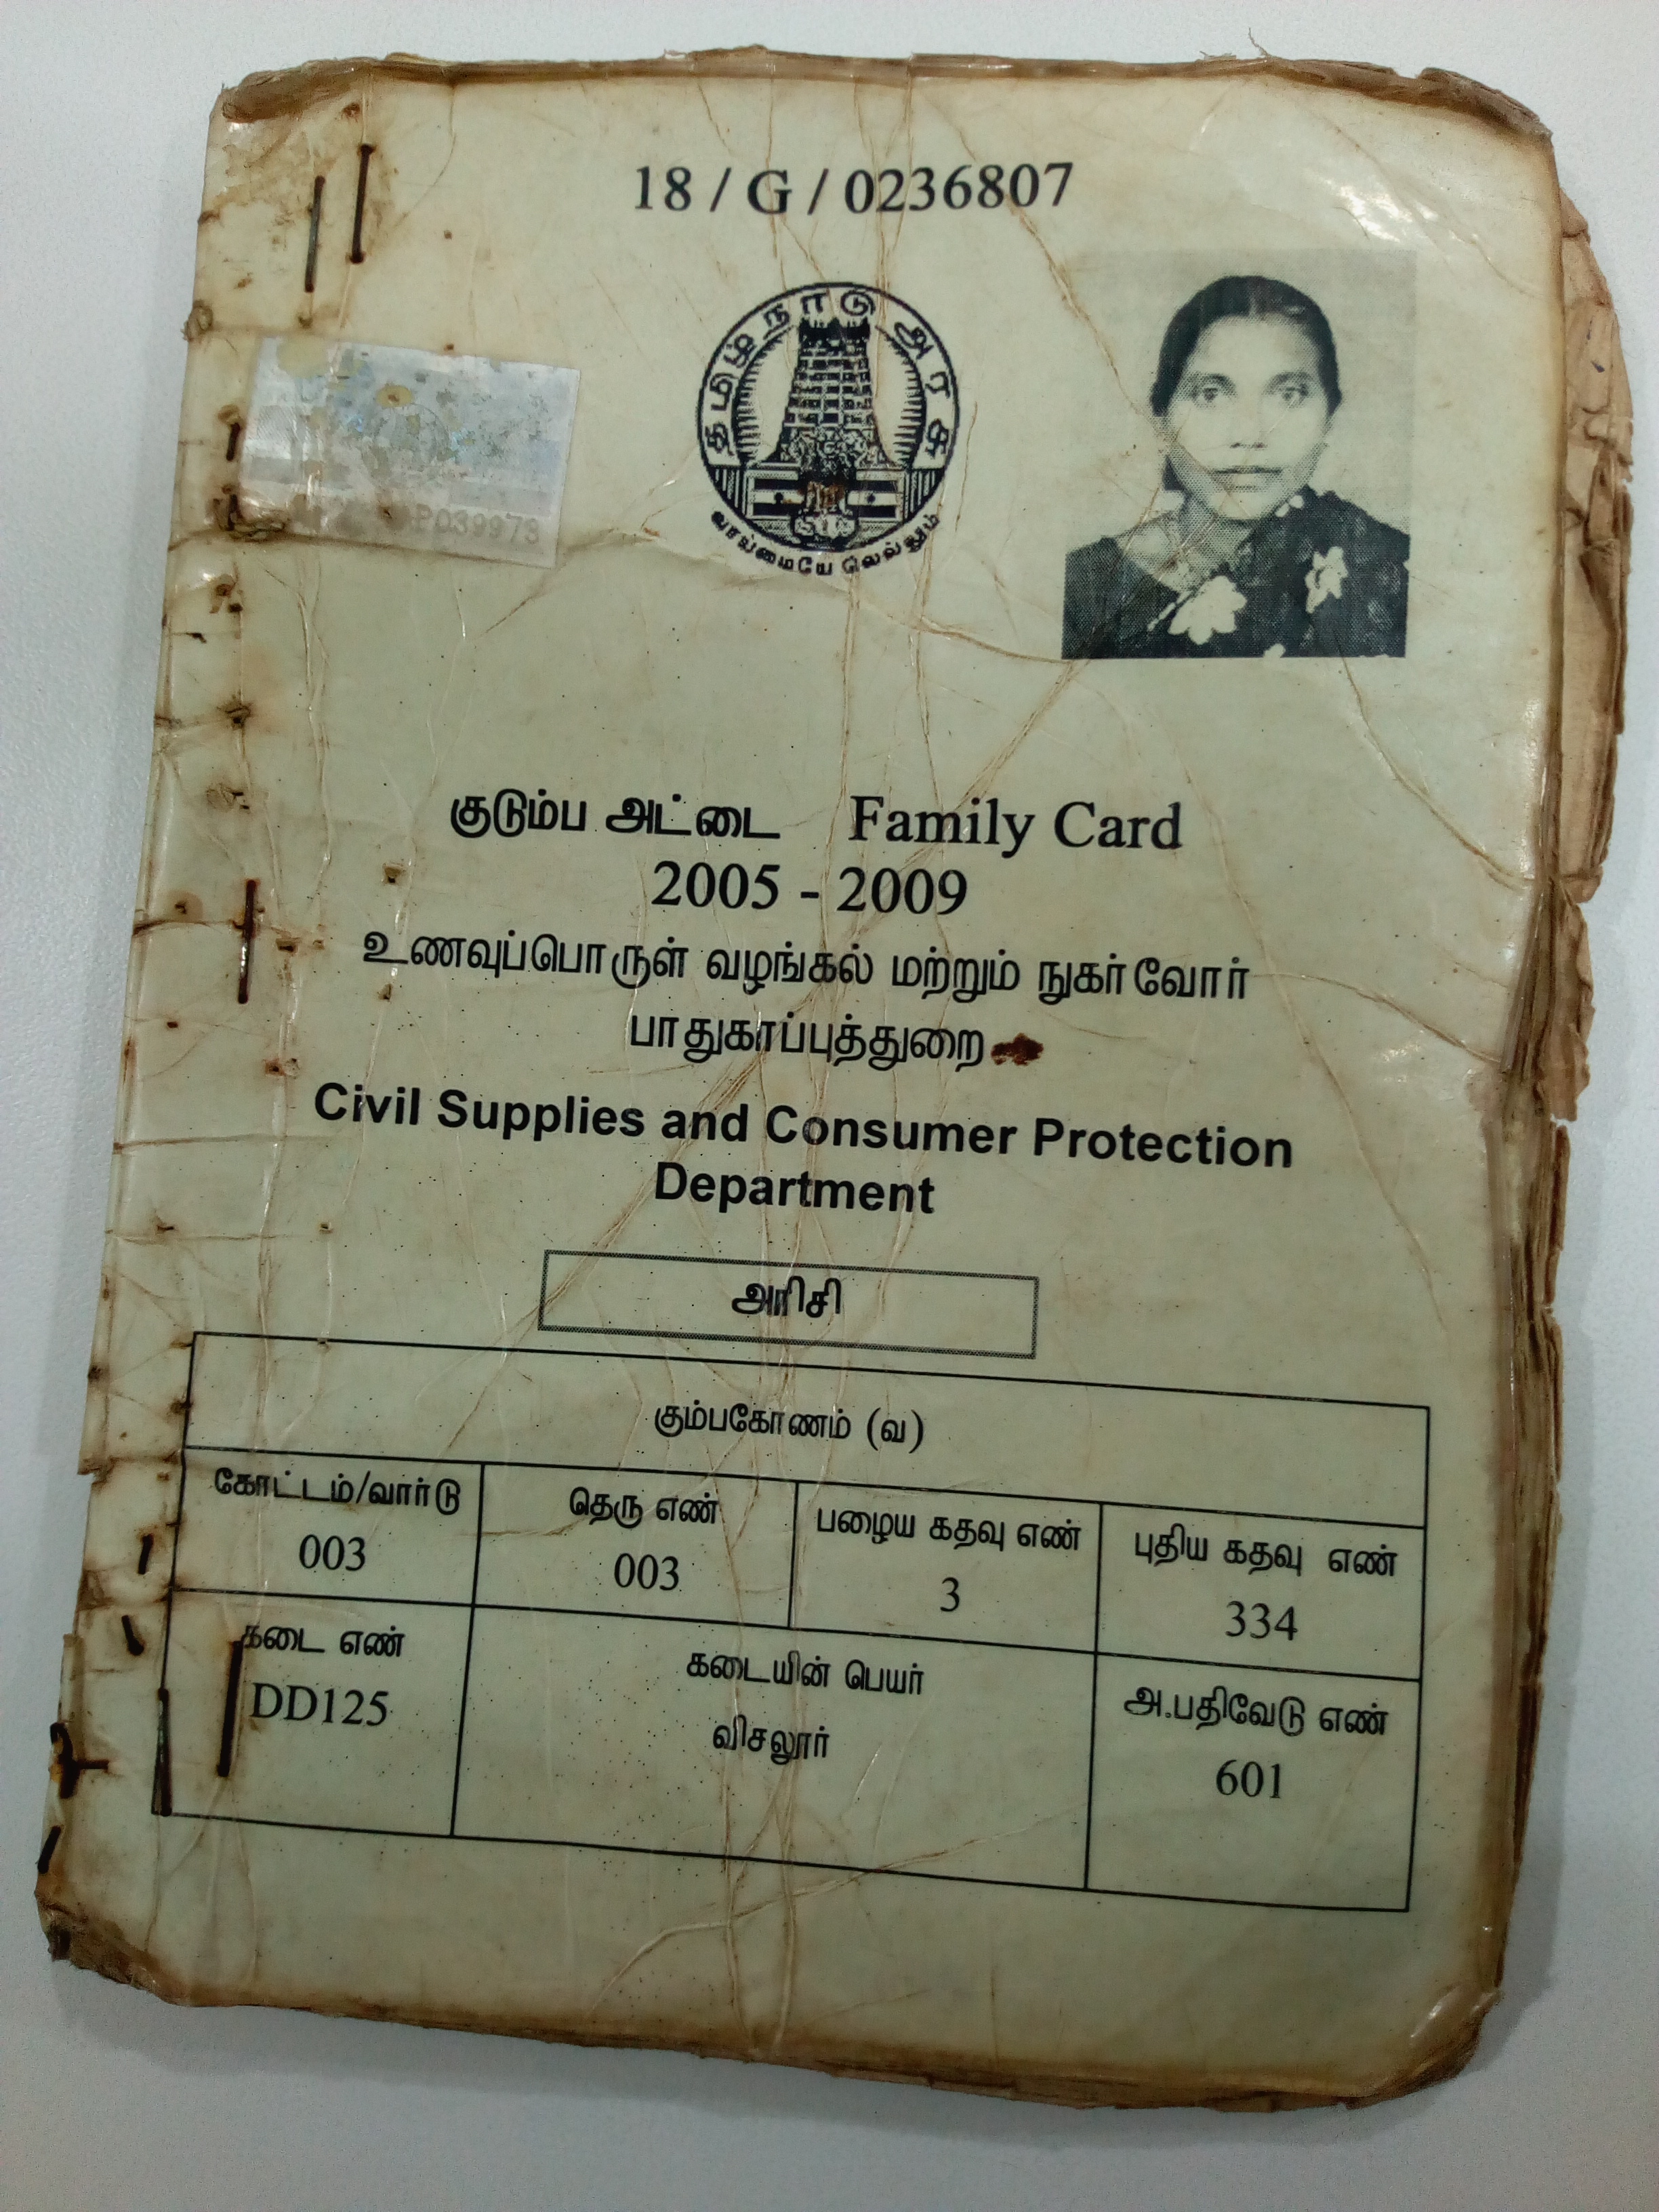 18 / G / 0236807
தமிழ்நாடு அரசு
வாய்மையே வெல்லும்
P039973
குடும்ப அட்டை Family Card
2005 - 2009
உணவுப்பொருள் வழங்கல் மற்றும் நுகர்வோர்
பாதுகாப்புத்துறை
Civil Supplies and Consumer Protection
Department
அரிசி
கும்பகோணம் (வ)
கோட்டம்/வார்டு தெரு எண் பழைய கதவு எண் புதிய கதவு எண்
003 003 3 334
கடை எண் கடையின் பெயர் அ.பதிவேடு எண்
DD125 விசலூர் 601